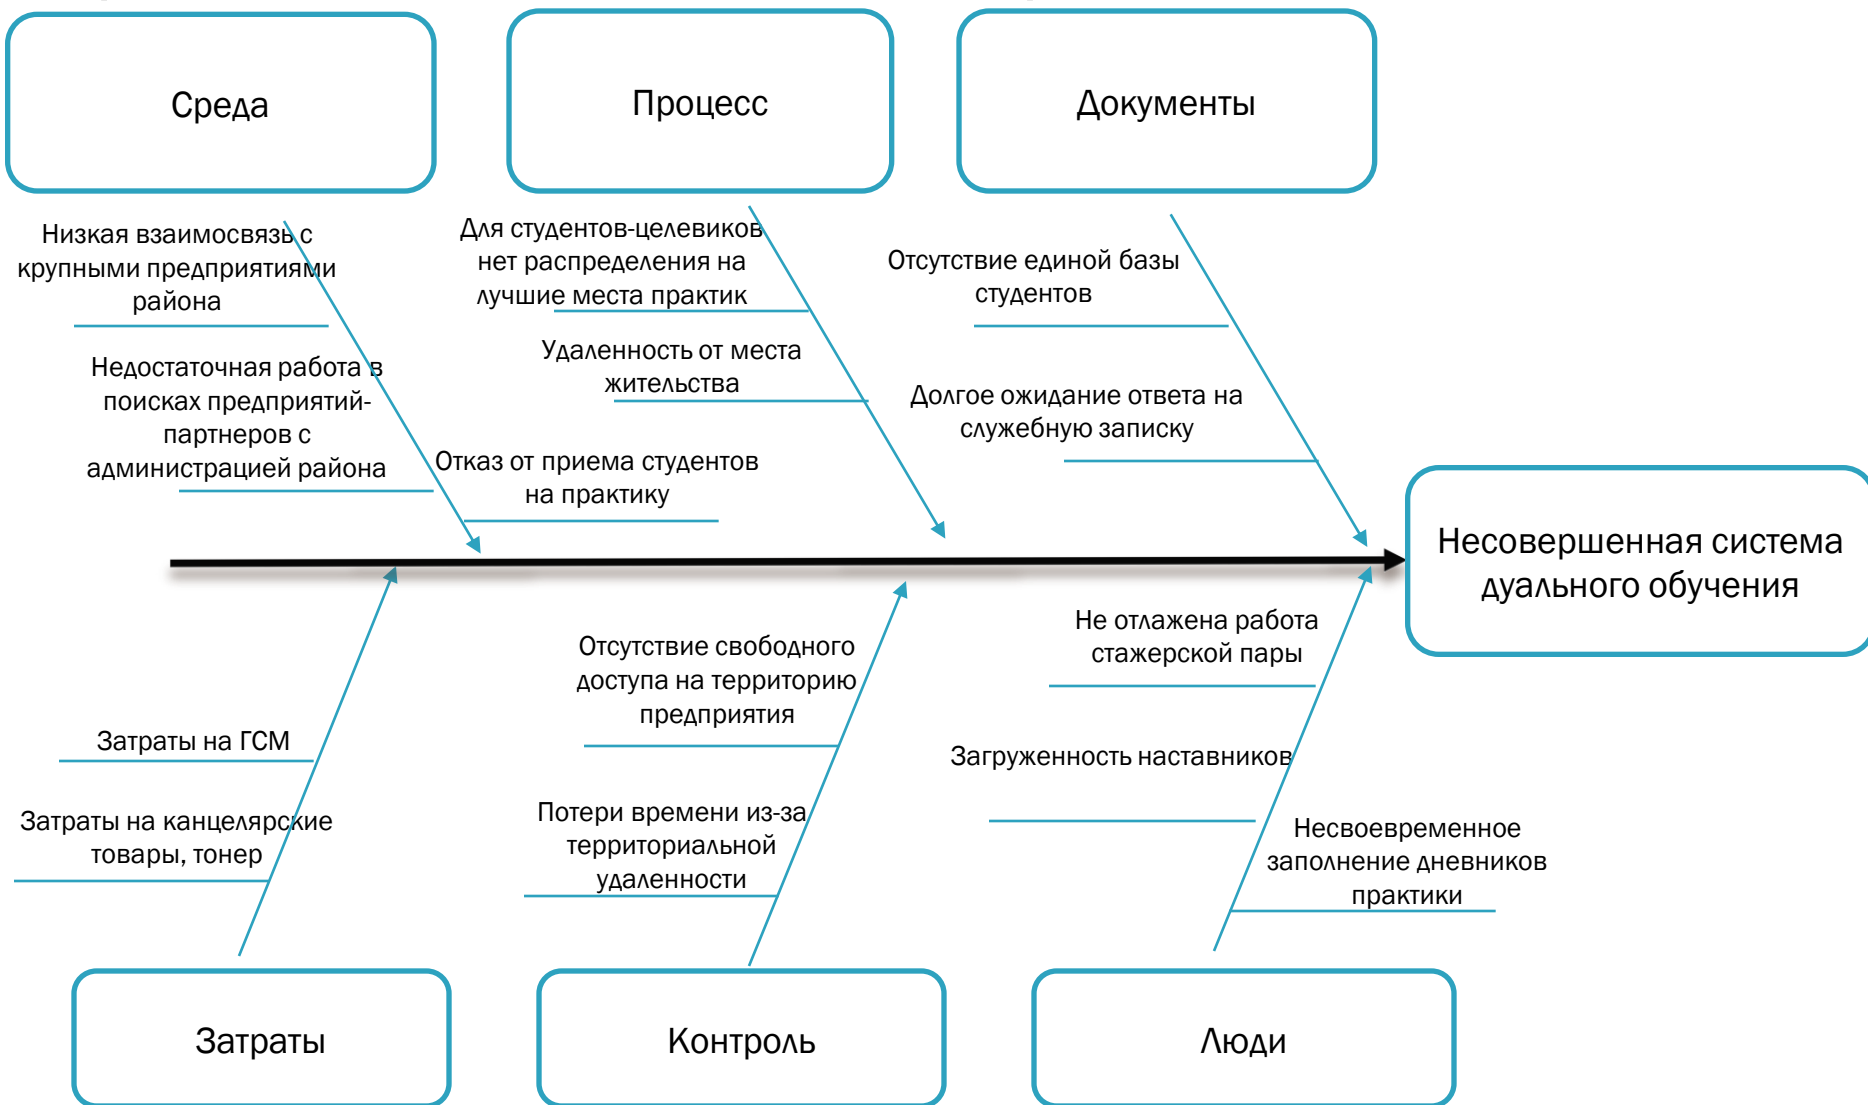 Среда
Процесс
Документы
Низкая взаимосвязь с
крупными предприятиями
района
Для студентов-целевиков
нет распределения на
лучшие места практик
Отсутствие единой базы
студентов
Недостаточная работа в
поисках предприятий-
партнеров с
администрацией района
Удаленность от места
жительства
Долгое ожидание ответа на
служебную записку
Отказ от приема студентов
на практику
Несовершенная система
дуального обучения
Затраты на ГСМ
Затраты на канцелярские
товары, тонер
Отсутствие свободного
доступа на территорию
предприятия
Потери времени из-за
территориальной
удаленности
Не отлажена работа
стажерской пары
Загруженность наставников
Несвоевременное
заполнение дневников
практики
Затраты
Контроль
Люди